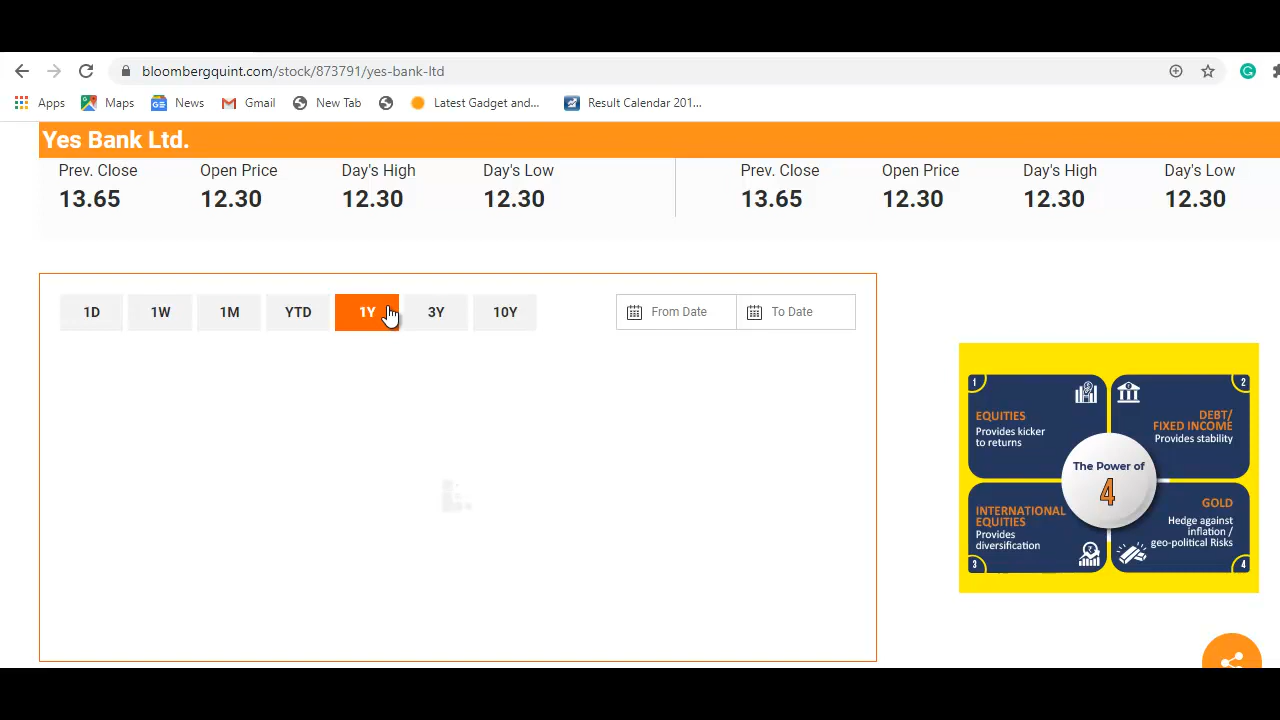 bloombergquint.com/stock/873791/yes-bank-ltd
Apps Maps News Gmail New Tab Latest Gadget and... Result Calendar 201...
Yes Bank Ltd.
Prev. Close Open Price Day's High Day's Low Prev. Close Open Price Day's High Day's Low
13.65 12.30 12.30 12.30 13.65 12.30 12.30 12.30
1D 1W 1M YTD 1Y 3Y 10Y From Date To Date
1
EQUITIES
Provides kicker
to returns
2
DEBT/
FIXED INCOME
Provides stability
The Power of
4
INTERNATIONAL
EQUITIES
Provides
diversification
3
GOLD
Hedge against
inflation /
geo-political Risks
4